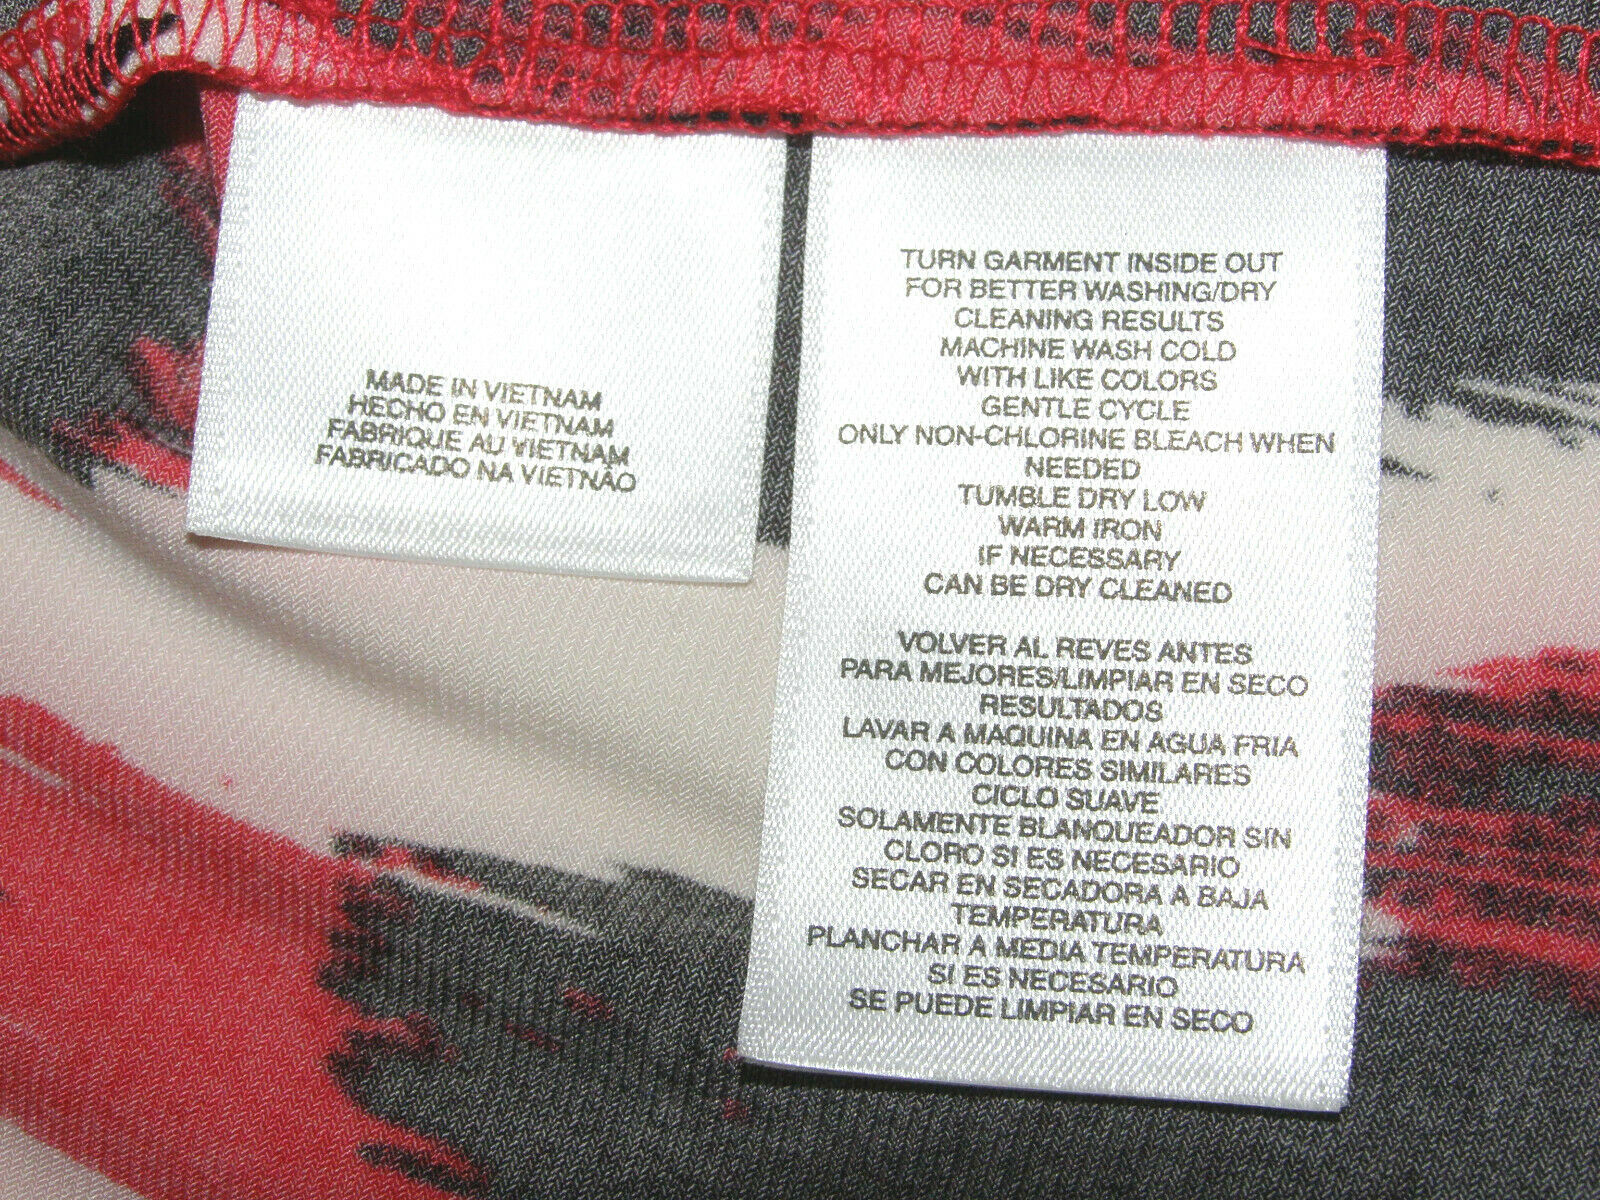 MADE IN VIETNAM
HECHO EN VIETNAM
FABRIQUE AU VIETNAM
FABRICADO NA VIETNÃO
TURN GARMENT INSIDE OUT
FOR BETTER WASHING/DRY
CLEANING RESULTS
MACHINE WASH COLD
WITH LIKE COLORS
GENTLE CYCLE
ONLY NON-CHLORINE BLEACH WHEN
NEEDED
TUMBLE DRY LOW
WARM IRON
IF NECESSARY
CAN BE DRY CLEANED
VOLVER AL REVES ANTES
PARA MEJORES/LIMPIAR EN SECO
RESULTADOS
LAVAR A MAQUINA EN AGUA FRIA
CON COLORES SIMILARES
CICLO SUAVE
SOLAMENTE BLANQUEADOR SIN
CLORO SI ES NECESARIO
SECAR EN SECADORA A BAJA
TEMPERATURA
PLANCHAR A MEDIA TEMPERATURA
SI ES NECESARIO
SE PUEDE LIMPIAR EN SECO